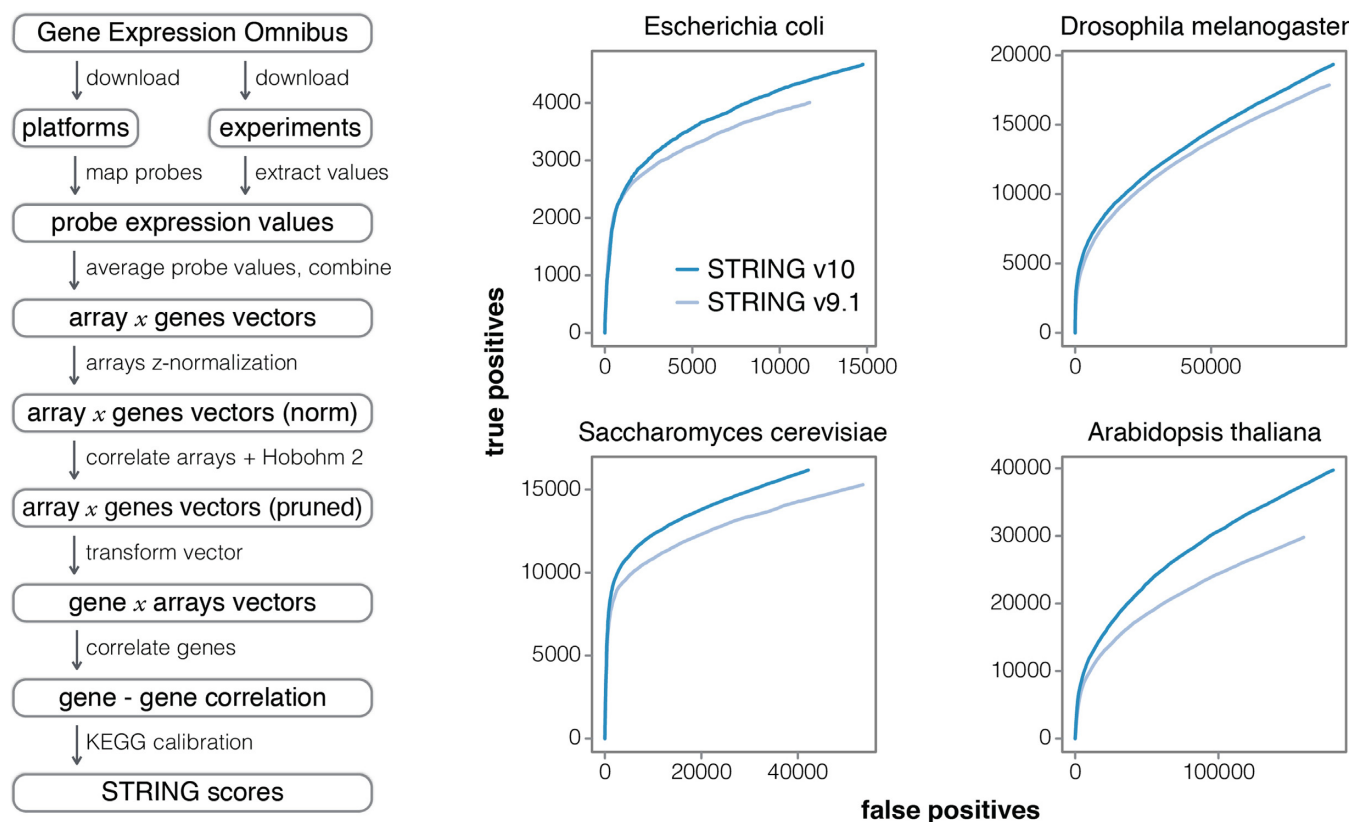 Gene Expression Omnibus
download
download
platforms
experiments
map probes
extract values
probe expression values
average probe values, combine
array x genes vectors
arrays z-normalization
array x genes vectors (norm)
correlate arrays + Hobohm 2
array x genes vectors (pruned)
transform vector
gene x arrays vectors
correlate genes
gene - gene correlation
KEGG calibration
STRING scores
true positives
Escherichia coli
4000
3000
2000
1000
0
STRING v10
STRING v9.1
0 5000 10000 15000
Drosophila melanogaster
20000
15000
10000
5000
0
0 50000
Saccharomyces cerevisiae
15000
10000
5000
0
0 20000 40000
Arabidopsis thaliana
40000
30000
20000
10000
0
0 100000
false positives